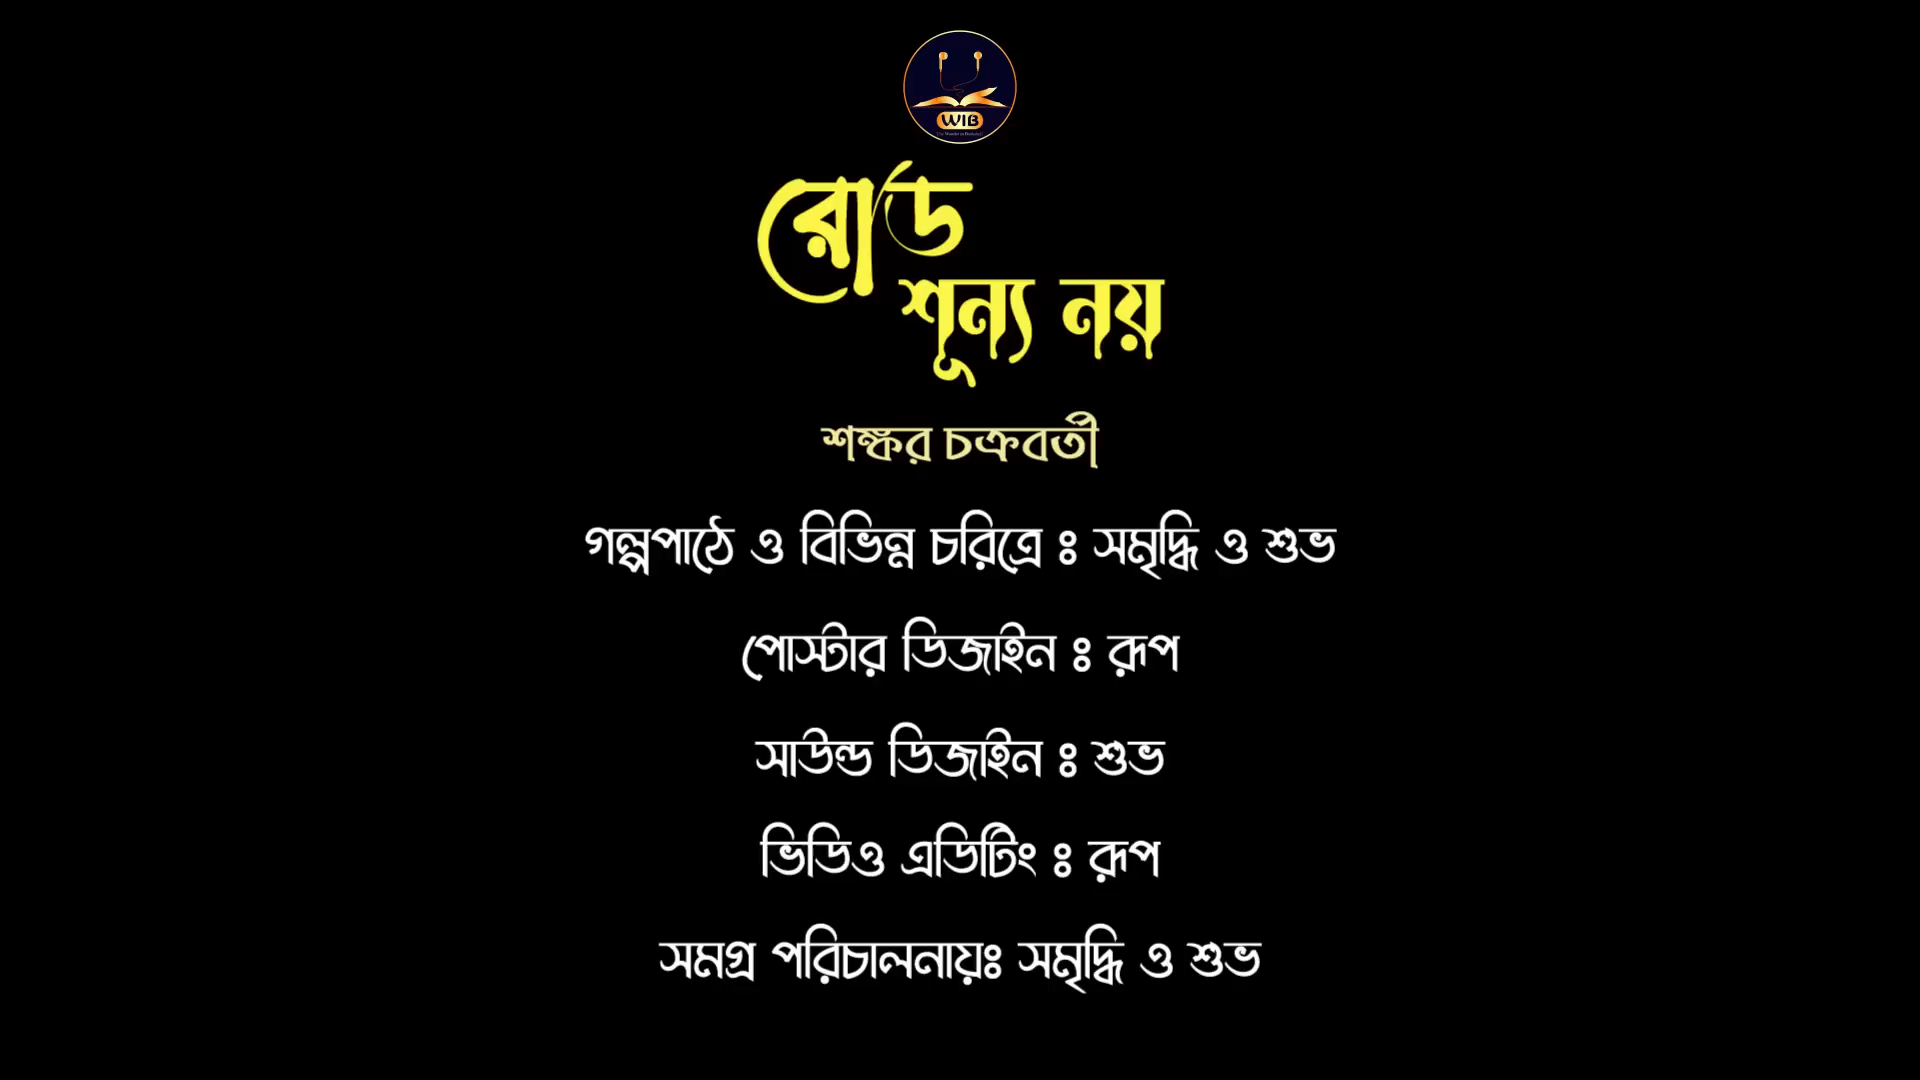 WIB
রোড
শূন্য নয়
শঙ্কর চক্রবর্তী
গল্পপাঠে ও বিভিন্ন চরিত্রে ঃ সমৃদ্ধি ও শুভ
পোস্টার ডিজাইন ঃ রূপ
সাউন্ড ডিজাইন ঃ শুভ
ভিডিও এডিটিং ঃ রূপ
সমগ্র পরিচালনায়ঃ সমৃদ্ধি ও শুভ